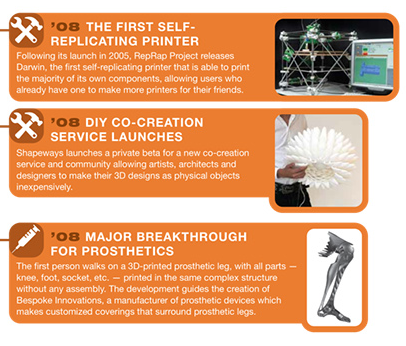 ’08 THE FIRST SELF-
REPLICATING PRINTER
Following its launch in 2005, RepRap Project releases
Darwin, the first self-replicating printer that is able to print
the majority of its own components, allowing users who
already have one to make more printers for their friends.
’08 DIY CO-CREATION
SERVICE LAUNCHES
Shapeways launches a private beta for a new co-creation
service and community allowing artists, architects and
designers to make their 3D designs as physical objects
inexpensively.
’08 MAJOR BREAKTHROUGH
FOR PROSTHETICS
The first person walks on a 3D-printed prosthetic leg, with all parts —
knee, foot, socket, etc. — printed in the same complex structure
without any assembly. The development guides the creation of
Bespoke Innovations, a manufacturer of prosthetic devices which
makes customized coverings that surround prosthetic legs.